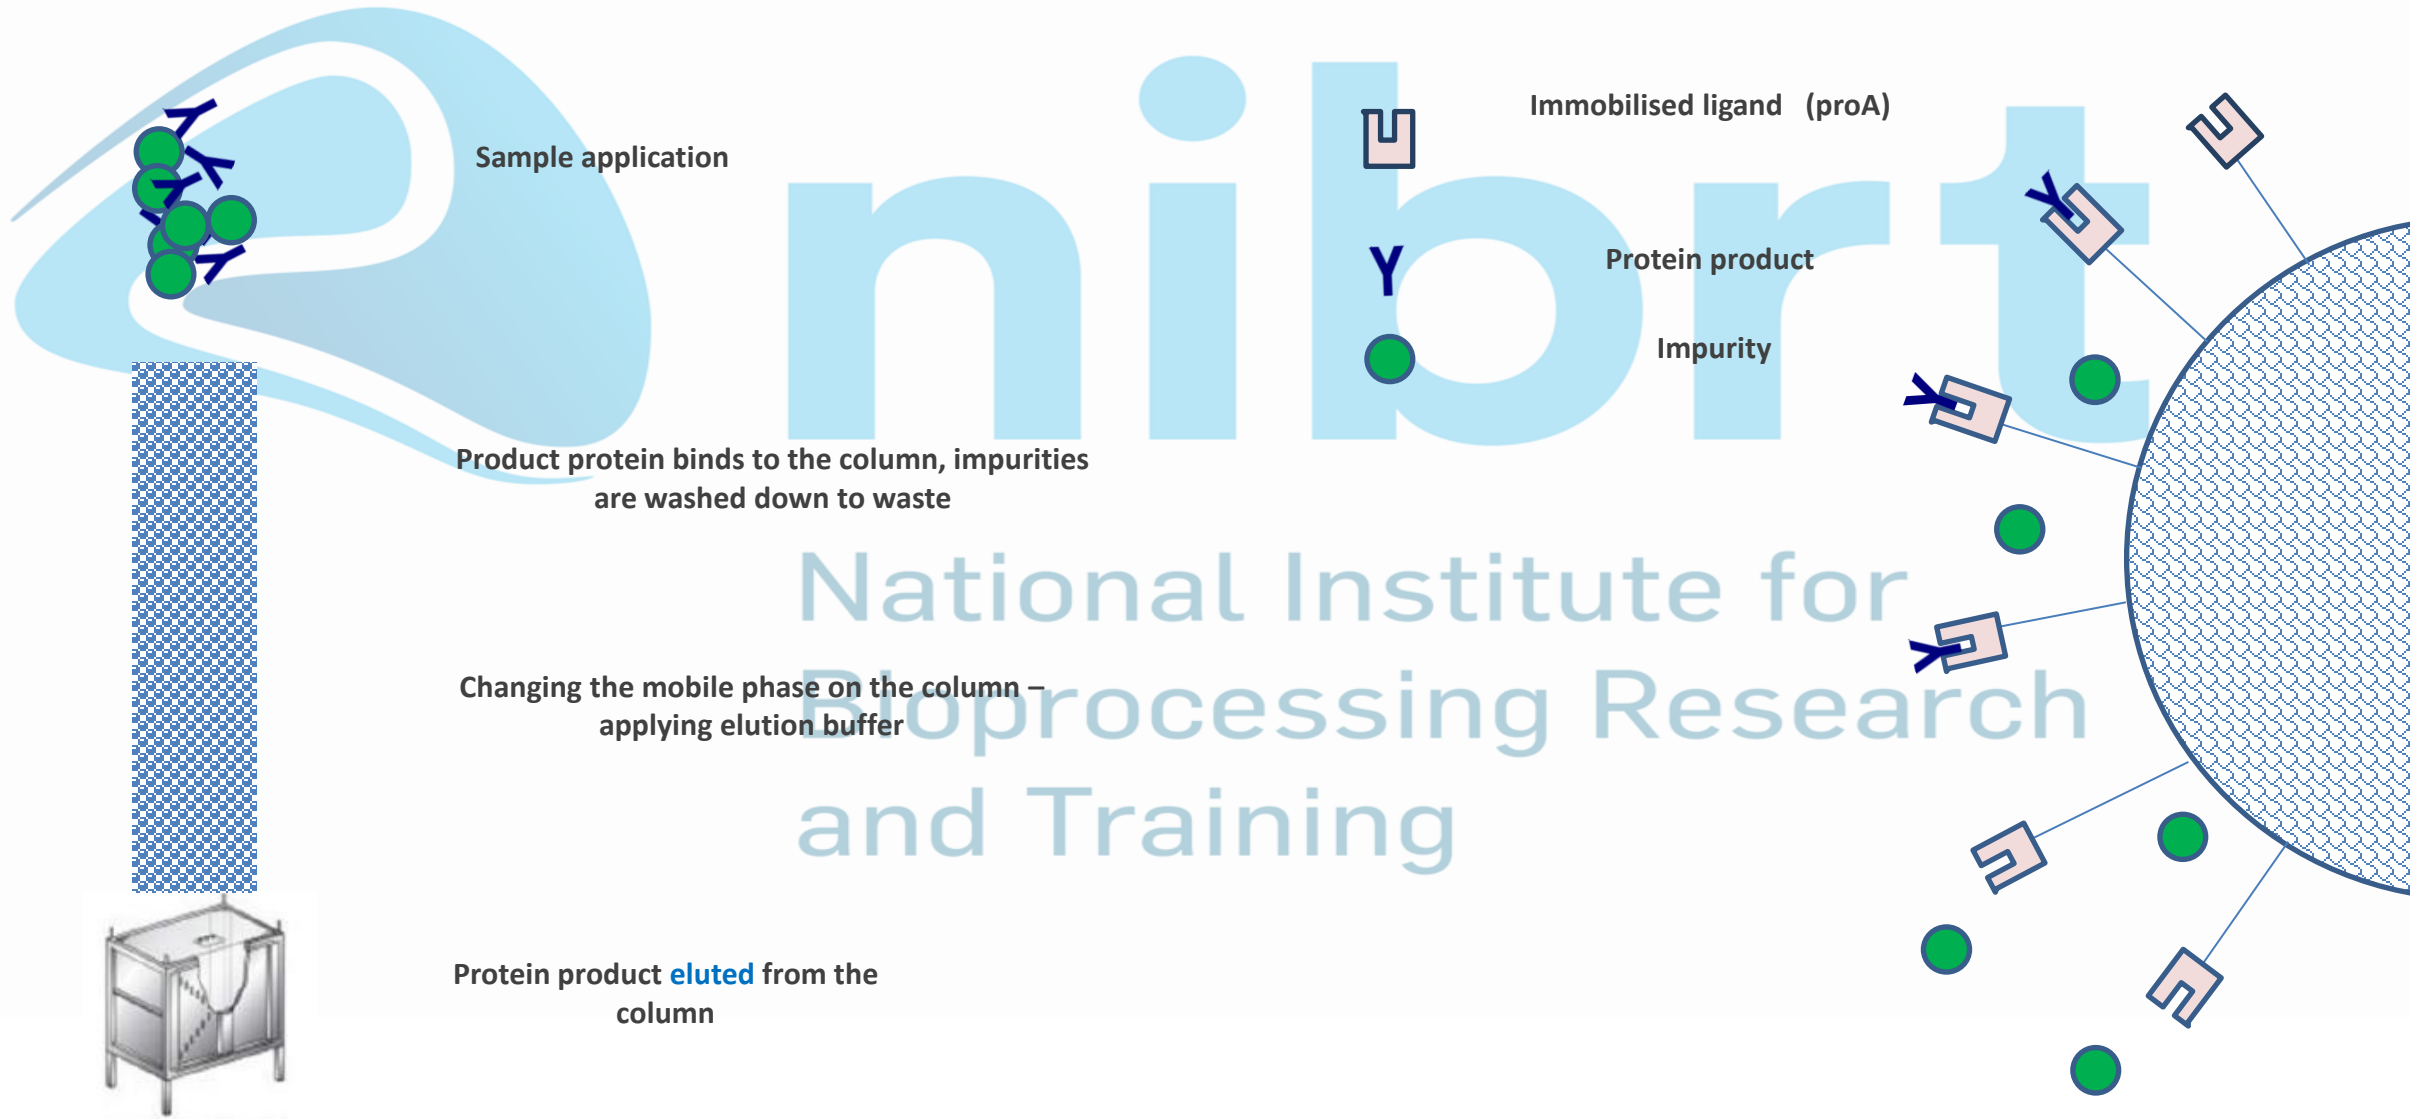 Sample application
Product protein binds to the column, impurities
are washed down to waste
Changing the mobile phase on the column –
applying elution buffer
Protein product eluted from the
column
Immobilised ligand (proA)
Protein product
Impurity
nibrt
National Institute for
Bioprocessing Research
and Training